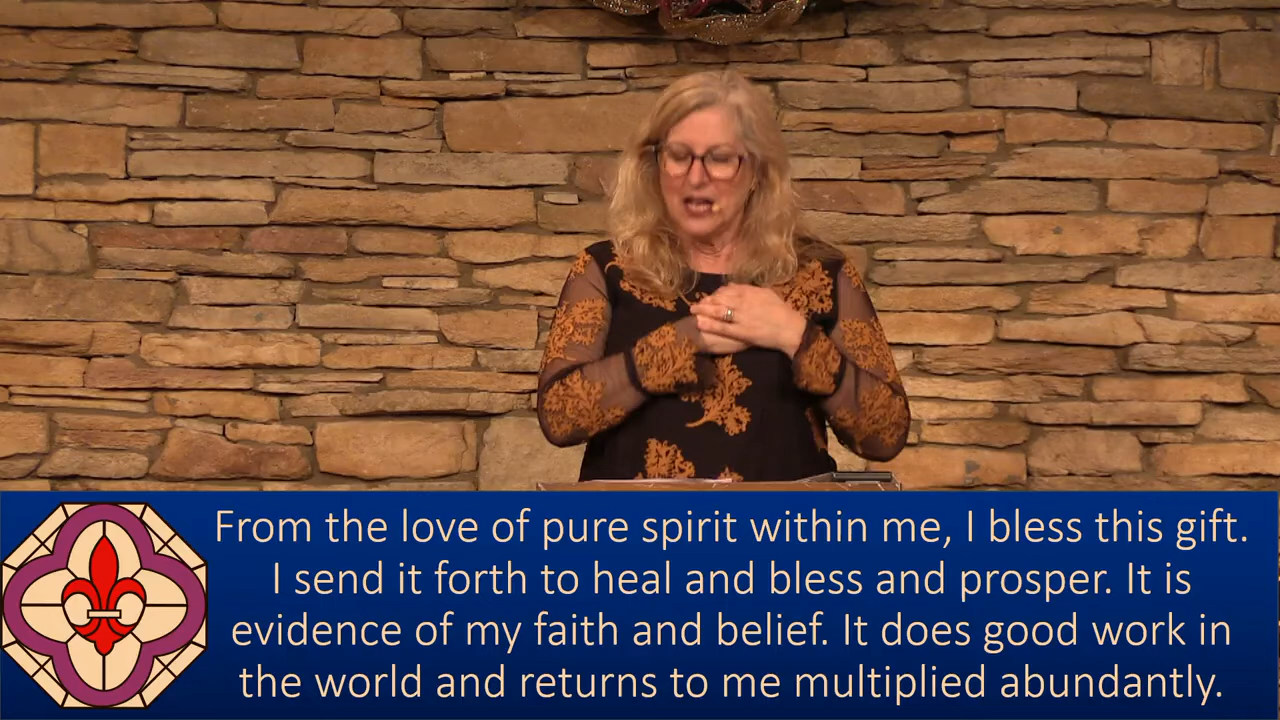 From the love of pure spirit within me, I bless this gift.
I send it forth to heal and bless and prosper. It is
evidence of my faith and belief. It does good work in
the world and returns to me multiplied abundantly.